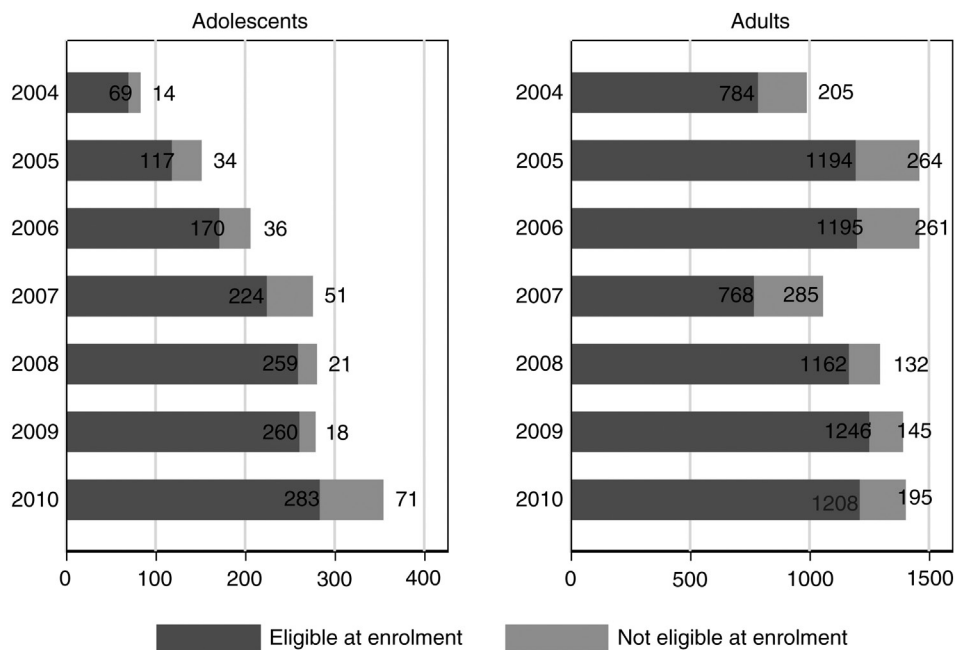 Adolescents
2004 69 14
2005 117 34
2006 170 36
2007 224 51
2008 259 21
2009 260 18
2010 283 71
0 100 200 300 400
Adults
2004 784 205
2005 1194 264
2006 1195 261
2007 768 285
2008 1162 132
2009 1246 145
2010 1208 195
0 500 1000 1500
Eligible at enrolment
Not eligible at enrolment